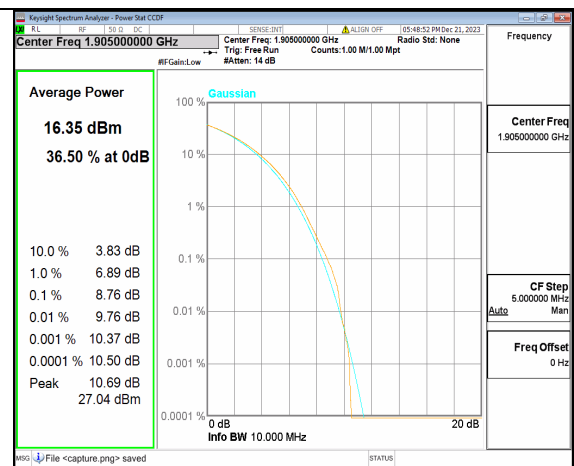 Keysight Spectrum Analyzer - Power Stat CCDF
RL RF 50 Ω DC SENSE:INT ALIGN OFF 05:48:52 PM Dec 21, 2023
Center Freq 1.905000000 GHz
Center Freq: 1.905000000 GHz Radio Std: None
Trig: Free Run Counts:1.00 M/1.00 Mpt
#IFGain:Low #Atten: 14 dB
Frequency
Average Power
16.35 dBm
36.50 % at 0dB
10.0 % 3.83 dB
1.0 % 6.89 dB
0.1 % 8.76 dB
0.01 % 9.76 dB
0.001 % 10.37 dB
0.0001 % 10.50 dB
Peak 10.69 dB
27.04 dBm
Gaussian
100 %
10 %
1 %
0.1 %
0.01 %
0.001 %
0.0001 %
0 dB 20 dB
Info BW 10.000 MHz
Center Freq
1.905000000 GHz
CF Step
5.000000 MHz
Auto Man
Freq Offset
0 Hz
MSG File <capture.png> saved STATUS